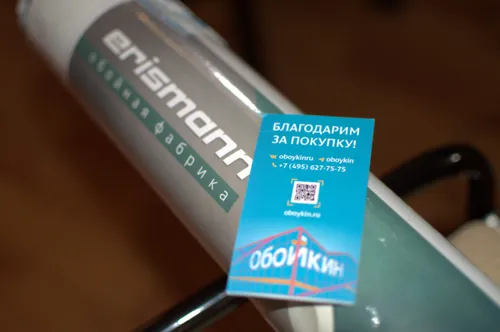 erismann
обойная фабрика
БЛАГОДАРИМ
ЗА ПОКУПКУ!
oboykinru oboykin
+7 (495) 627-75-75
oboykin.ru
ОБОЙКИН